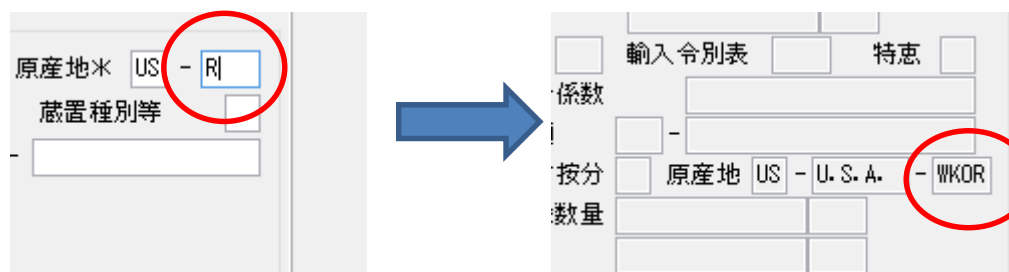 原産地* US - R
蔵置種別等
-
輸入令別表 特恵
係数
-
按分 原産地 US - U.S.A. - WKOR
数量